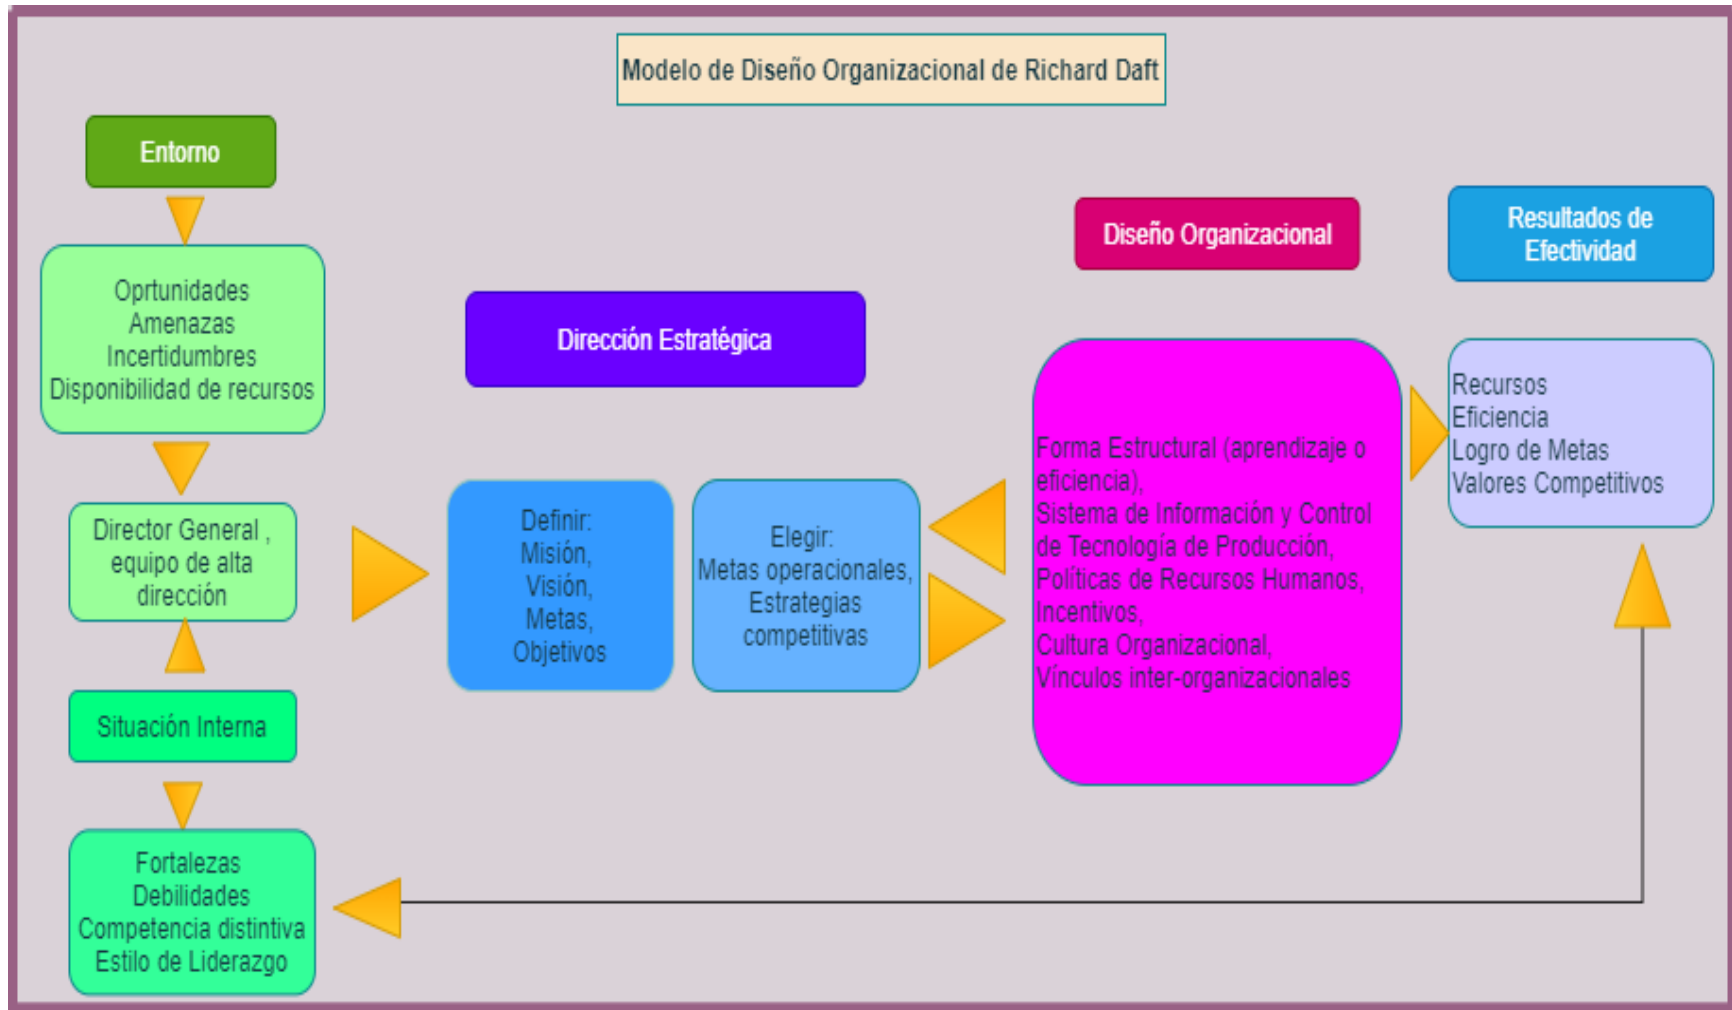 Modelo de Diseño Organizacional de Richard Daft
Entorno
Oprtunidades
Amenazas
Incertidumbres
Disponibilidad de recursos
Director General ,
equipo de alta
dirección
Situación Interna
Fortalezas
Debilidades
Competencia distintiva
Estilo de Liderazgo
Dirección Estratégica
Definir:
Misión,
Visión,
Metas,
Objetivos
Elegir:
Metas operacionales,
Estrategias
competitivas
Diseño Organizacional
Forma Estructural (aprendizaje o
eficiencia),
Sistema de Información y Control
de Tecnología de Producción,
Políticas de Recursos Humanos,
Incentivos,
Cultura Organizacional,
Vínculos inter-organizacionales
Resultados de
Efectividad
Recursos
Eficiencia
Logro de Metas
Valores Competitivos